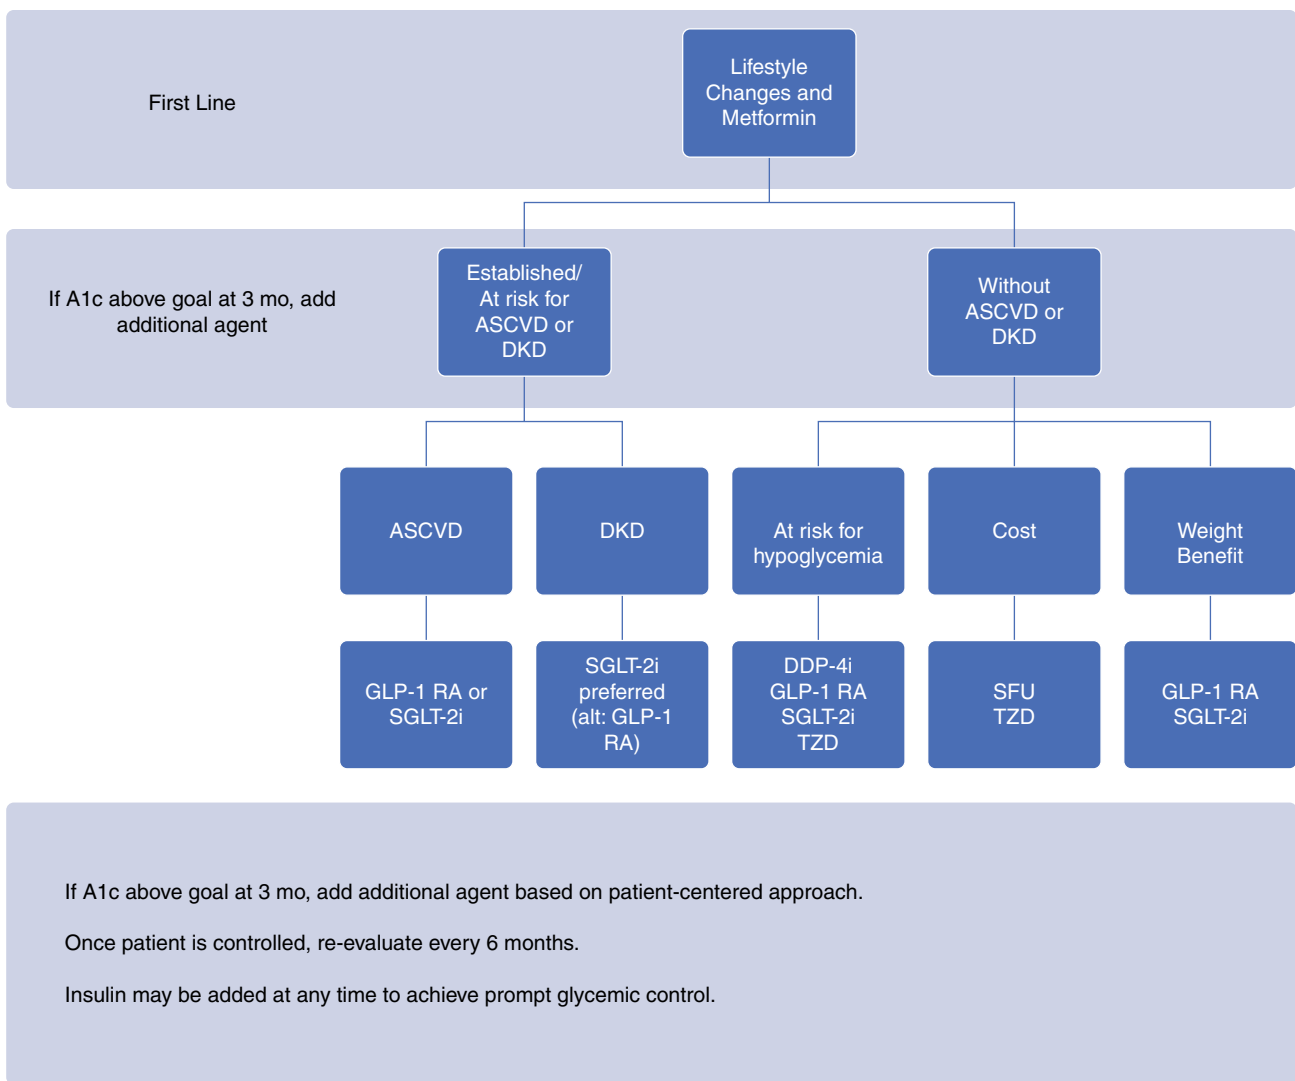 First Line
Lifestyle
Changes and
Metformin
If A1c above goal at 3 mo, add
additional agent
Established/
At risk for
ASCVD or
DKD
Without
ASCVD or
DKD
ASCVD
DKD
At risk for
hypoglycemia
Cost
Weight
Benefit
GLP-1 RA or
SGLT-2i
SGLT-2i
preferred
(alt: GLP-1
RA)
DDP-4i
GLP-1 RA
SGLT-2i
TZD
SFU
TZD
GLP-1 RA
SGLT-2i
If A1c above goal at 3 mo, add additional agent based on patient-centered approach.
Once patient is controlled, re-evaluate every 6 months.
Insulin may be added at any time to achieve prompt glycemic control.